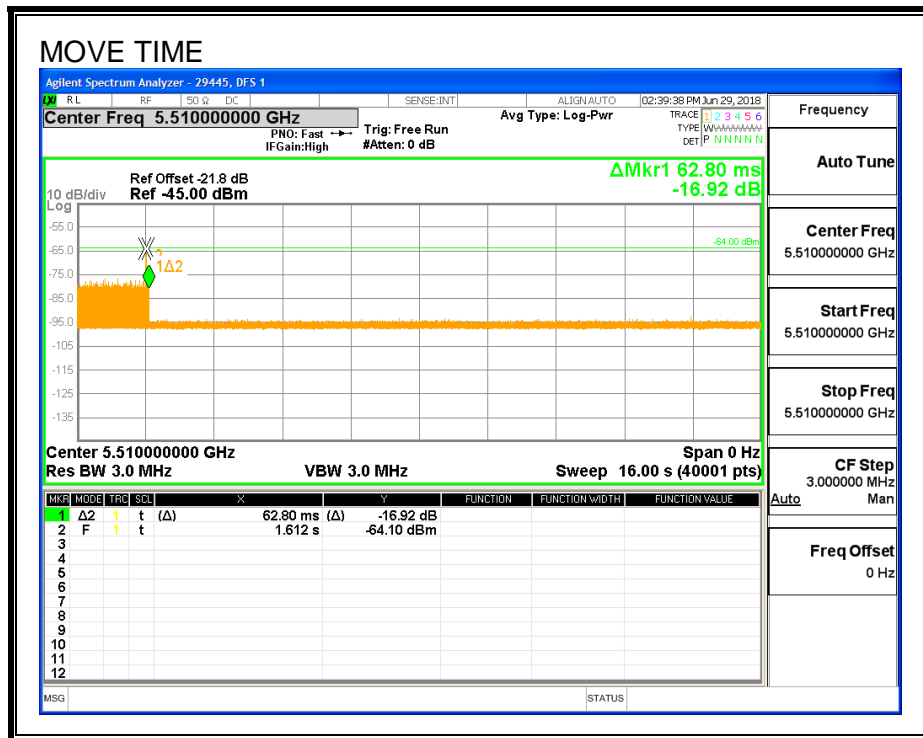 MOVE TIME
Agilent Spectrum Analyzer - 29445, DFS 1
LXI RL RF 50 Ω DC SENSE:INT ALIGN AUTO 02:39:38 PM Jun 29, 2018
Center Freq 5.510000000 GHz
Avg Type: Log-Pwr
TRACE 1 2 3 4 5 6
PNO: Fast
Trig: Free Run
TYPE WWWWWW
IFGain:High
#Atten: 0 dB
DET P N N N N N
ΔMkr1 62.80 ms
-16.92 dB
Ref Offset -21.8 dB
10 dB/div Ref -45.00 dBm
Log
-55.0
-64.00 dBm
-65.0
1Δ2
-75.0
-85.0
-95.0
-105
-115
-125
-135
Center 5.510000000 GHz Span 0 Hz
Res BW 3.0 MHz VBW 3.0 MHz Sweep 16.00 s (40001 pts)
MKR MODE TRC SCL X Y FUNCTION FUNCTION WIDTH FUNCTION VALUE
1 Δ2 1 t (Δ) 62.80 ms (Δ) -16.92 dB
2 F 1 t 1.612 s -64.10 dBm
3
4
5
6
7
8
9
10
11
12
MSG STATUS
Frequency
Auto Tune
Center Freq
5.510000000 GHz
Start Freq
5.510000000 GHz
Stop Freq
5.510000000 GHz
CF Step
3.000000 MHz
Auto Man
Freq Offset
0 Hz